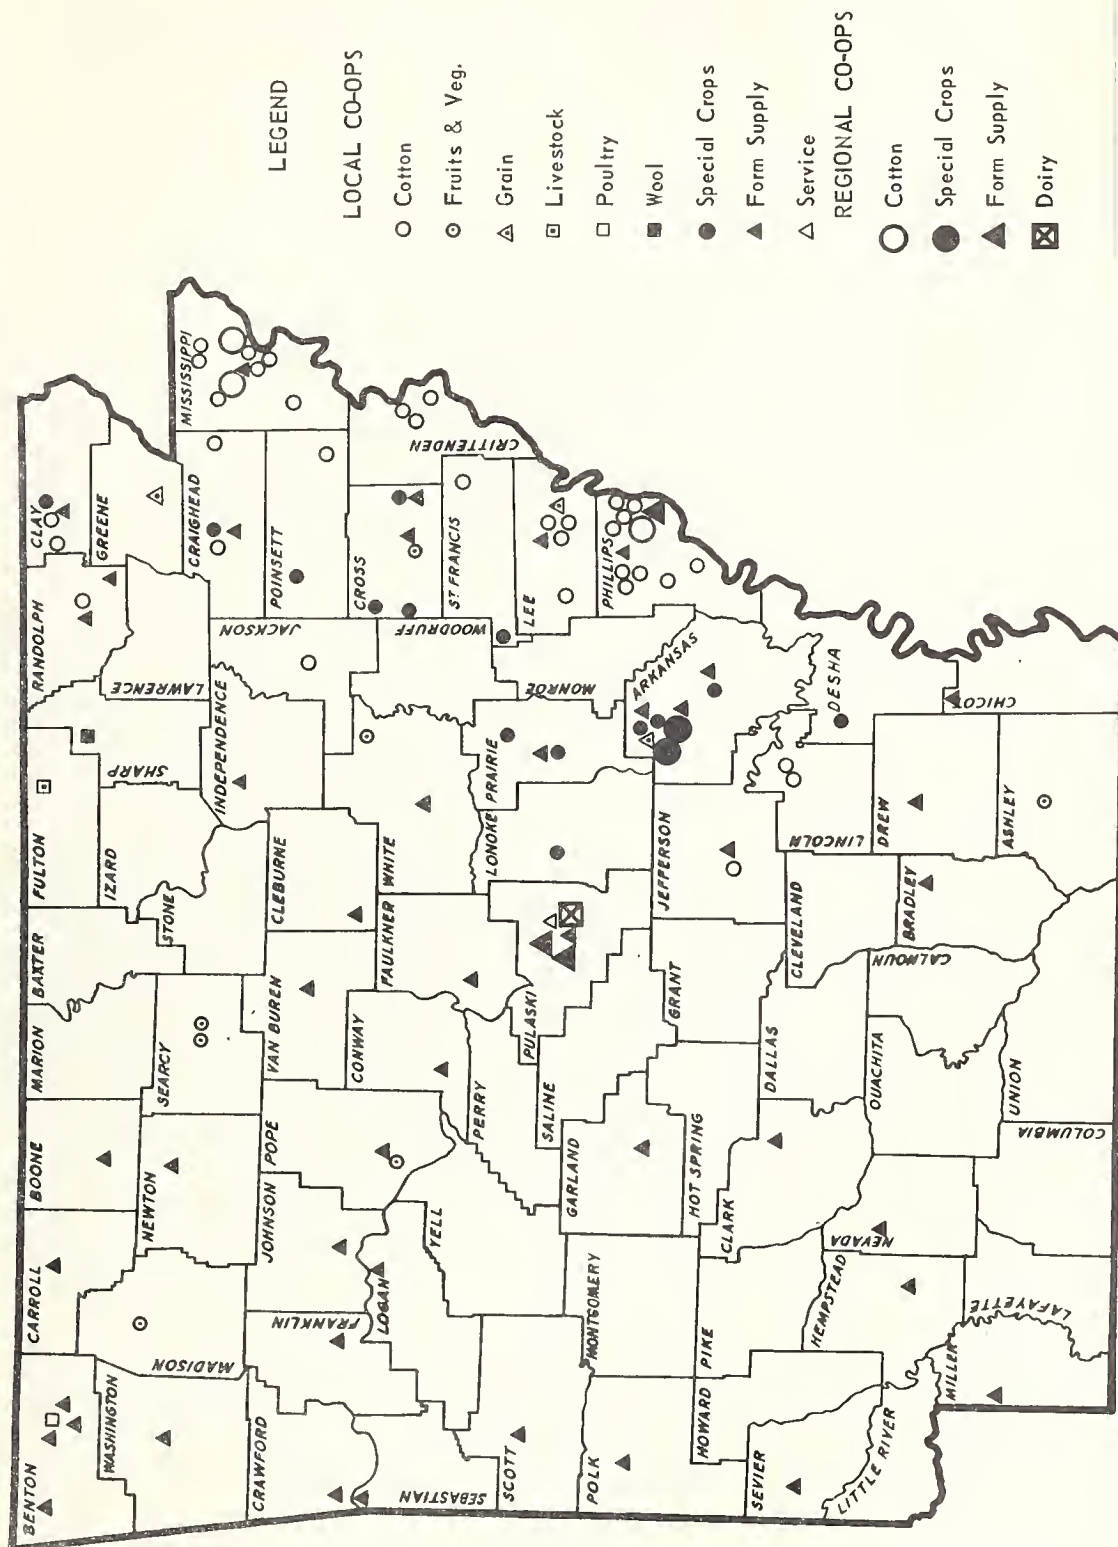 LEGEND
LOCAL CO-OPS
Cotton
Fruits & Veg.
Grain
Livestock
Poultry
Wool
Special Crops
Form Supply
Service
REGIONAL CO-OPS
Cotton
Special Crops
Form Supply
Doiry
BENTON
CARROLL
BOONE
MARION
BAXTER
FULTON
RANDOLPH
CLAY
WASHINGTON
MADISON
NEWTON
SEARCY
STONE
IZARD
SHARP
LAWRENCE
GREENE
MISSISSIPPI
CRAWFORD
FRANKLIN
JOHNSON
POPE
VAN BUREN
CLEBURNE
INDEPENDENCE
JACKSON
CRAIGHEAD
POINSETT
SEBASTIAN
LOGAN
YELL
CONWAY
FAULKNER
WHITE
WOODRUFF
CROSS
CRITTENDEN
SCOTT
PERRY
PULASKI
LONOKE
PRAIRIE
MONROE
ST FRANCIS
LEE
POLK
MONTGOMERY
GARLAND
SALINE
PHILLIPS
HOWARD
PIKE
HOT SPRING
GRANT
JEFFERSON
ARKANSAS
SEVIER
CLARK
DALLAS
CLEVELAND
LINCOLN
DESHA
LITTLE RIVER
HEMPSTEAD
NEVADA
OUACHITA
CALHOUN
BRADLEY
DREW
CHICOT
MILLER
LAFAYETTE
COLUMBIA
UNION
ASHLEY